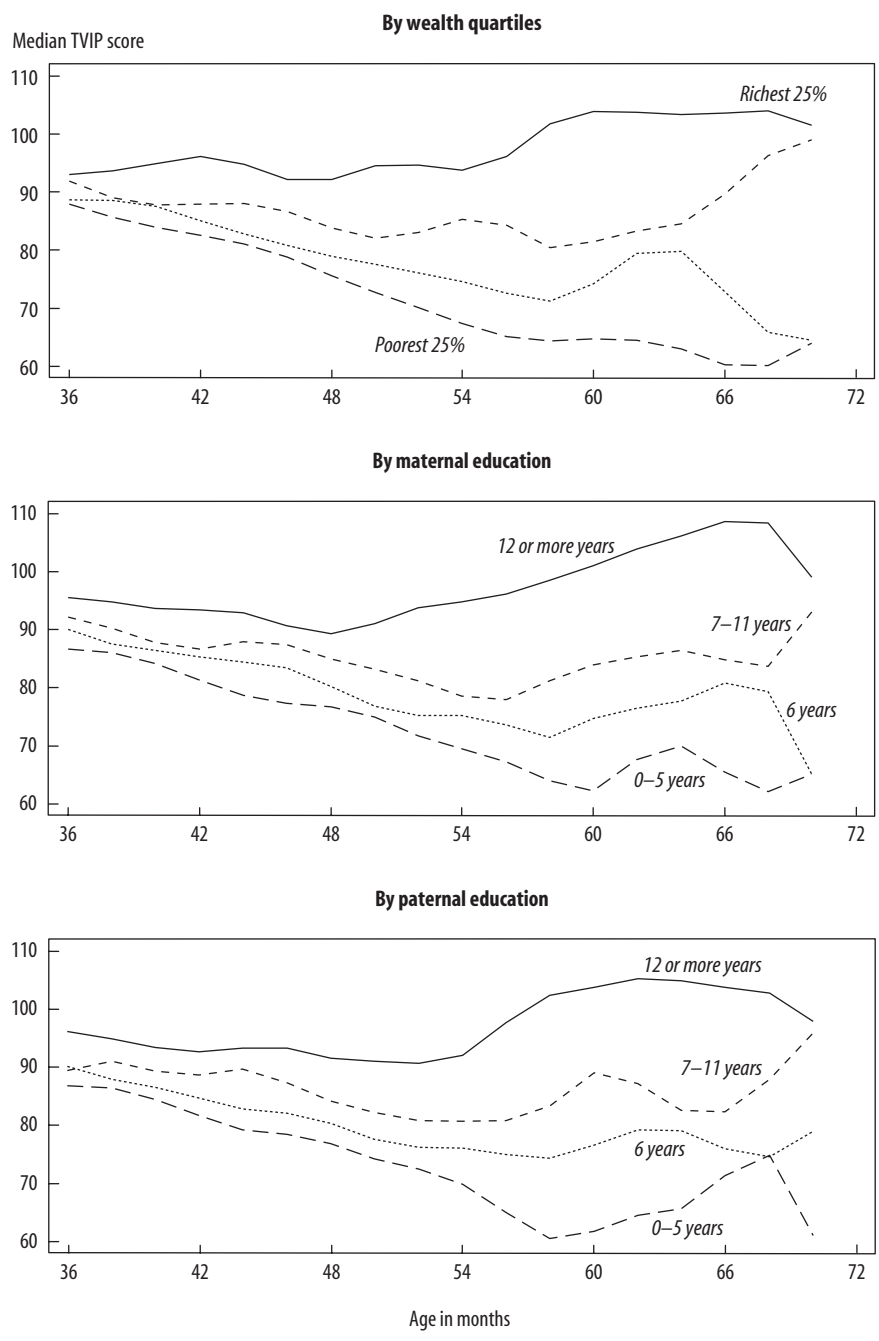 By wealth quartiles
Median TVIP score
110
Richest 25%
100
90
80
70
Poorest 25%
60
36 42 48 54 60 66 72
By maternal education
110
12 or more years
100
90
7–11 years
80
6 years
70
0–5 years
60
36 42 48 54 60 66 72
By paternal education
110
12 or more years
100
90
7–11 years
80
6 years
70
0–5 years
60
36 42 48 54 60 66 72
Age in months